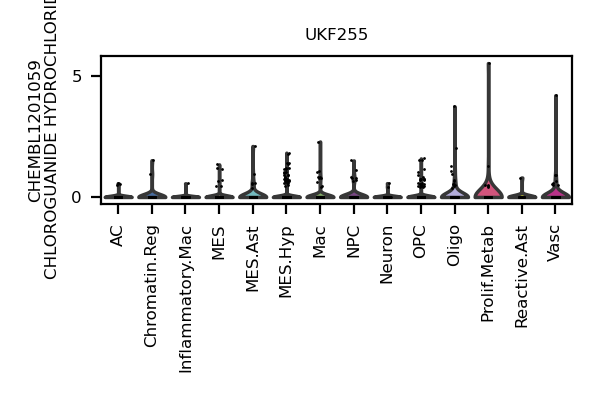 UKF255
CHEMBL1201059
CHLOROGUANIDE HYDROCHLORID
5
0
AC
Chromatin.Reg
Inflammatory.Mac
MES
MES.Ast
MES.Hyp
Mac
NPC
Neuron
OPC
Oligo
Prolif.Metab
Reactive.Ast
Vasc